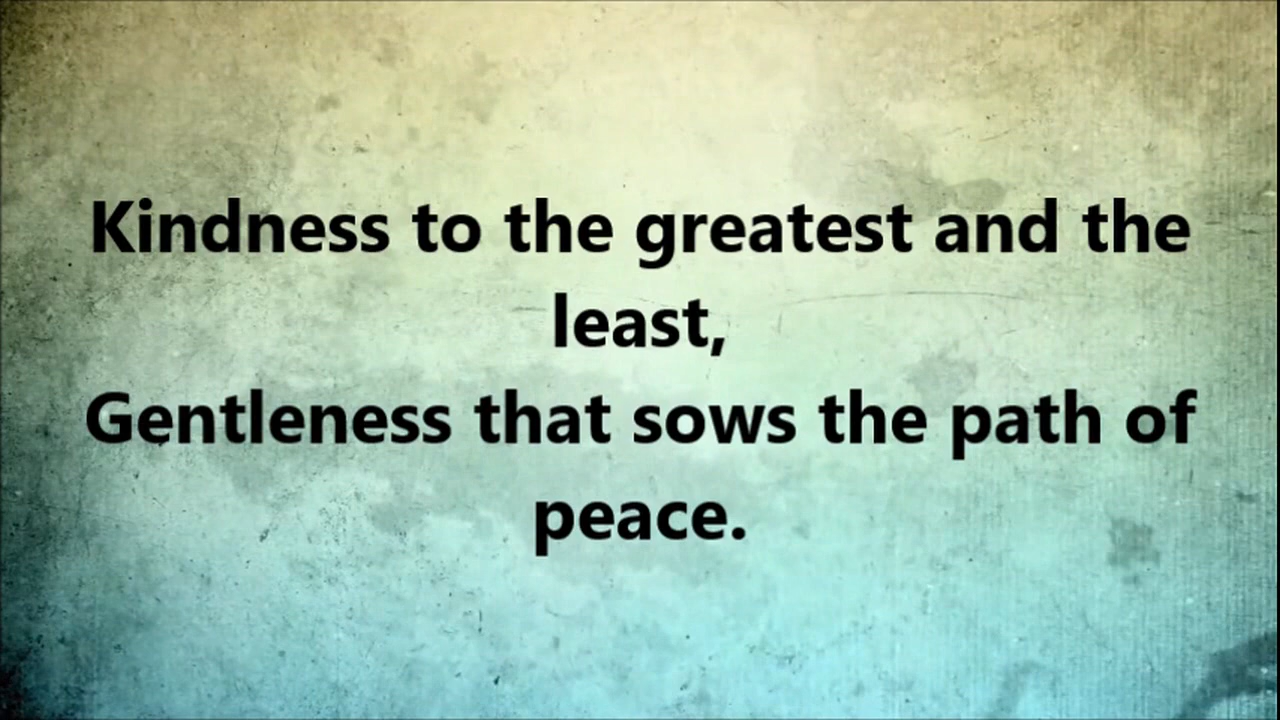 Kindness to the greatest and the
least,
Gentleness that sows the path of
peace.